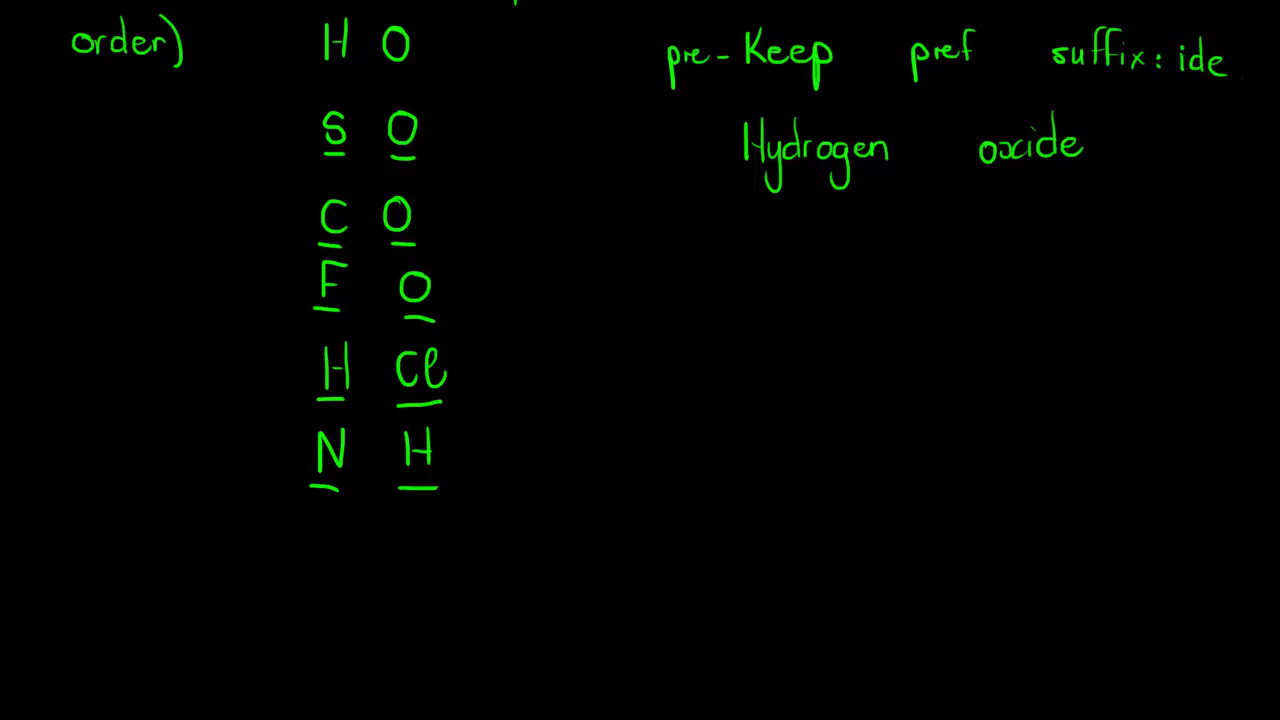 order) H O pre-Keep pref suffix: ide
S O Hydrogen oxide
C O
F O
H Cl
N H